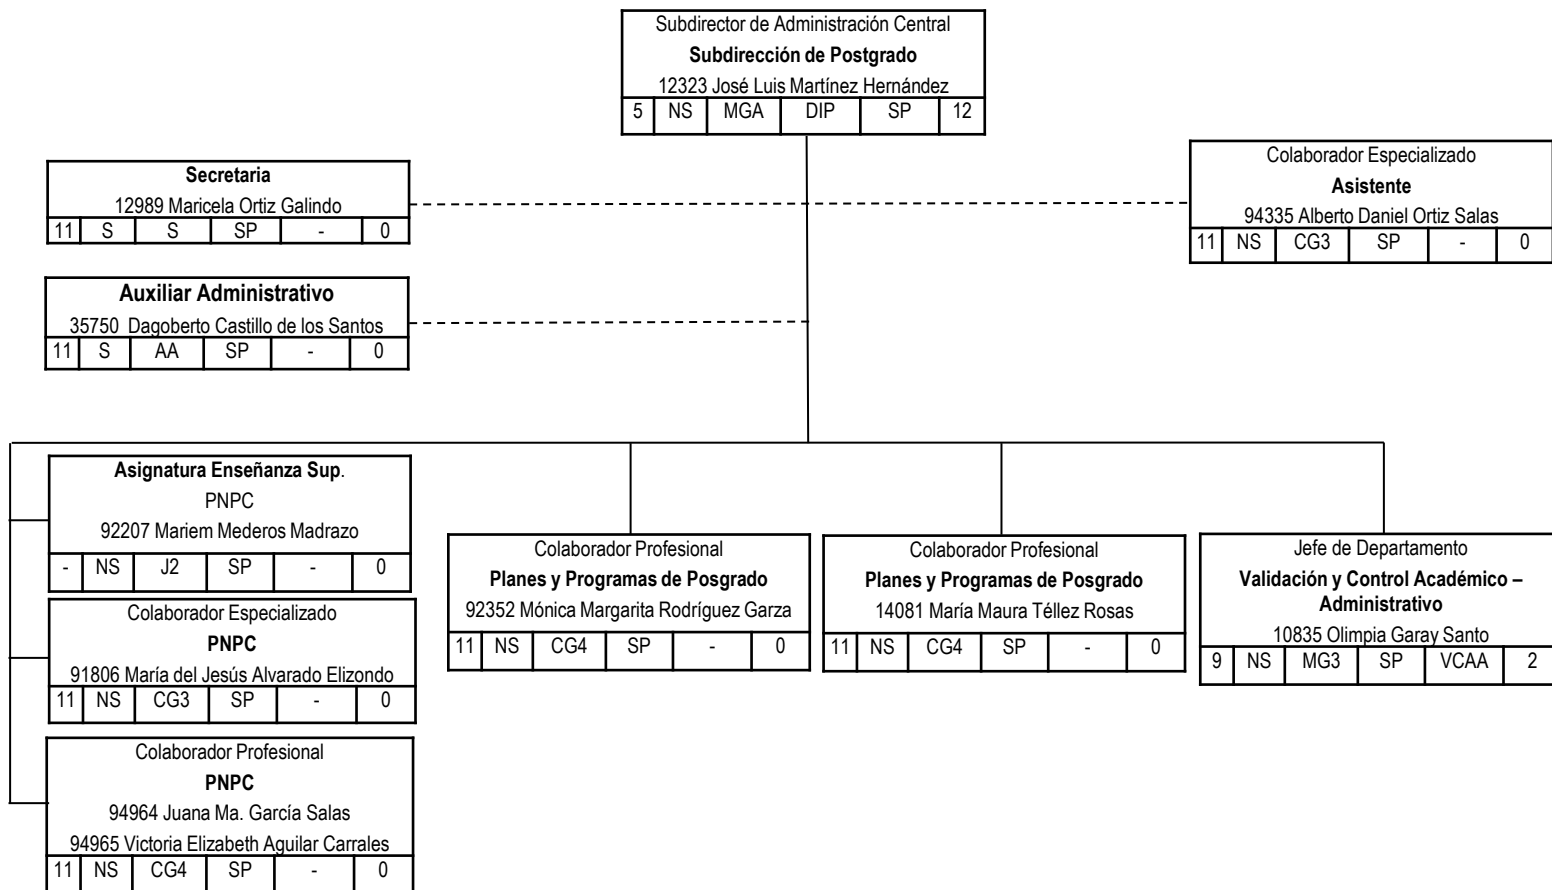 Subdirector de Administración Central
Subdirección de Postgrado
12323 José Luis Martínez Hernández
5 NS MGA DIP SP 12
Secretaria
12989 Maricela Ortiz Galindo
11 S S SP - 0
Colaborador Especializado
Asistente
94335 Alberto Daniel Ortiz Salas
11 NS CG3 SP - 0
Auxiliar Administrativo
35750 Dagoberto Castillo de los Santos
11 S AA SP - 0
Asignatura Enseñanza Sup.
PNPC
92207 Mariem Mederos Madrazo
- NS J2 SP - 0
Colaborador Especializado
PNPC
91806 María del Jesús Alvarado Elizondo
11 NS CG3 SP - 0
Colaborador Profesional
PNPC
94964 Juana Ma. García Salas
94965 Victoria Elizabeth Aguilar Carrales
11 NS CG4 SP - 0
Colaborador Profesional
Planes y Programas de Posgrado
92352 Mónica Margarita Rodríguez Garza
11 NS CG4 SP - 0
Colaborador Profesional
Planes y Programas de Posgrado
14081 María Maura Téllez Rosas
11 NS CG4 SP - 0
Jefe de Departamento
Validación y Control Académico –
Administrativo
10835 Olimpia Garay Santo
9 NS MG3 SP VCAA 2